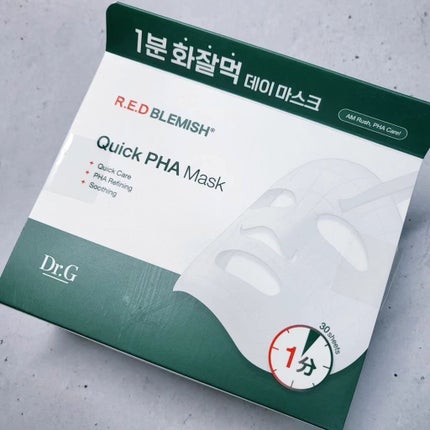 1분 화잘먹 데이 마스크
AM Rush, PHA Care!
R.E.D BLEMISH®
Quick PHA Mask
+ Quick Care
+ PHA Refining
+ Soothing
Dr.G
30 sheets
1分